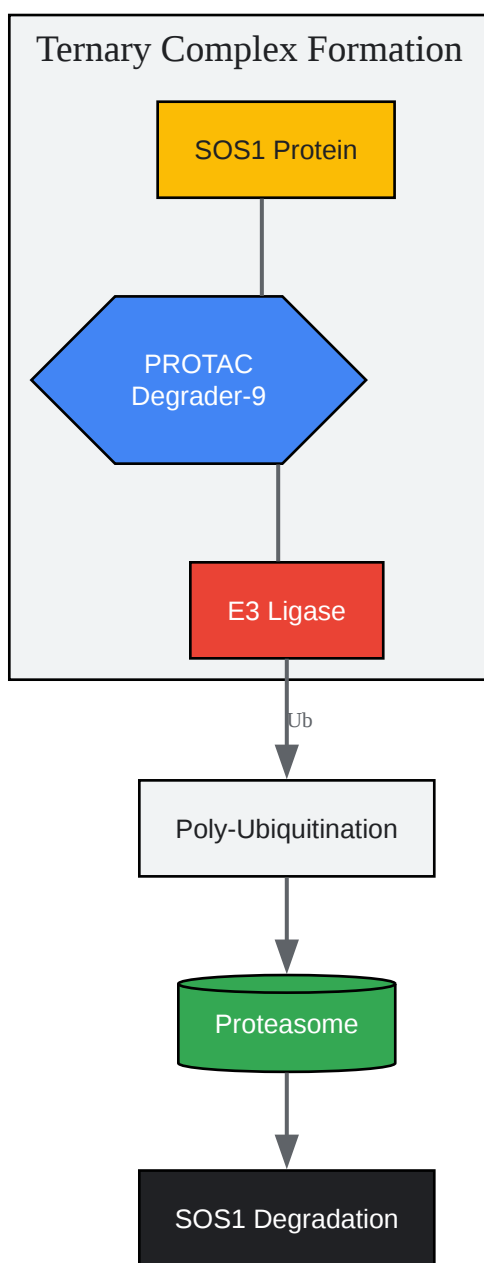 Ternary Complex Formation
SOS1 Protein
PROTAC
Degrader-9
E3 Ligase
Ub
Poly-Ubiquitination
Proteasome
SOS1 Degradation